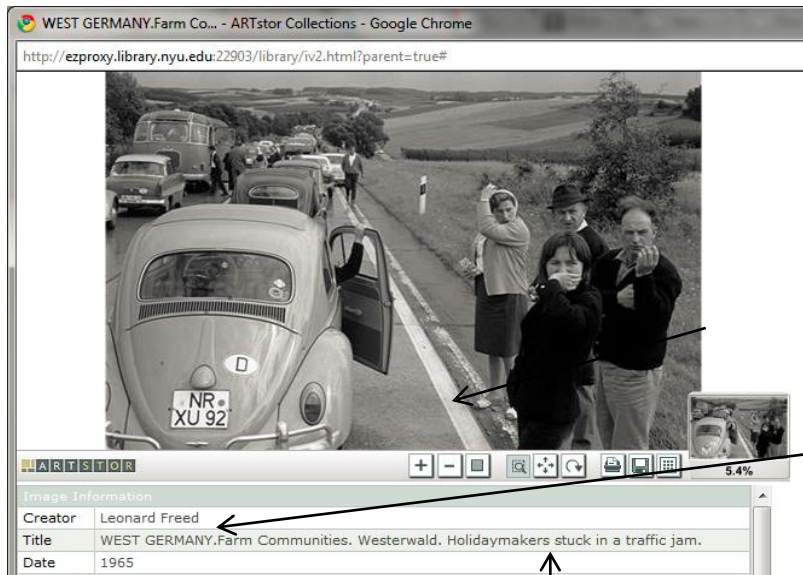 WEST GERMANY.Farm Co... - ARTstor Collections - Google Chrome
http://ezproxy.library.nyu.edu:22903/library/iv2.html?parent=true#
D
NR
XU 92
ARTSTOR
5.4%
Image Information
Creator Leonard Freed
Title WEST GERMANY.Farm Communities. Westerwald. Holidaymakers stuck in a traffic jam.
Date 1965